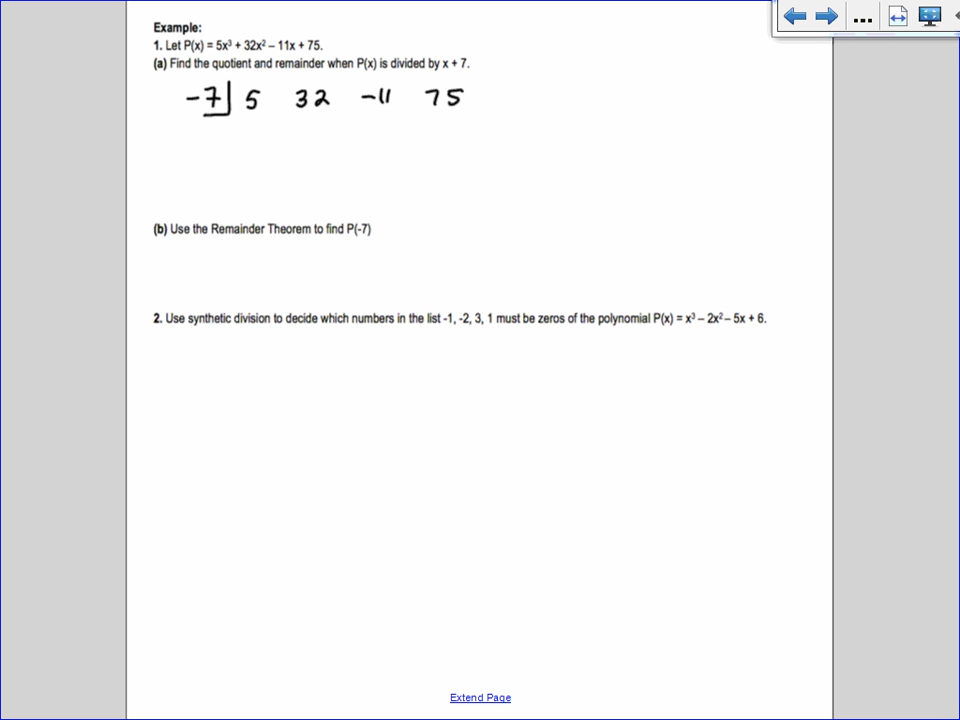 Example:
1. Let P(x) = 5x³ + 32x² – 11x + 75.
(a) Find the quotient and remainder when P(x) is divided by x + 7.
-7 5 32 -11 75
(b) Use the Remainder Theorem to find P(-7)
2. Use synthetic division to decide which numbers in the list -1, -2, 3, 1 must be zeros of the polynomial P(x) = x³ – 2x² – 5x + 6.
Extend Page